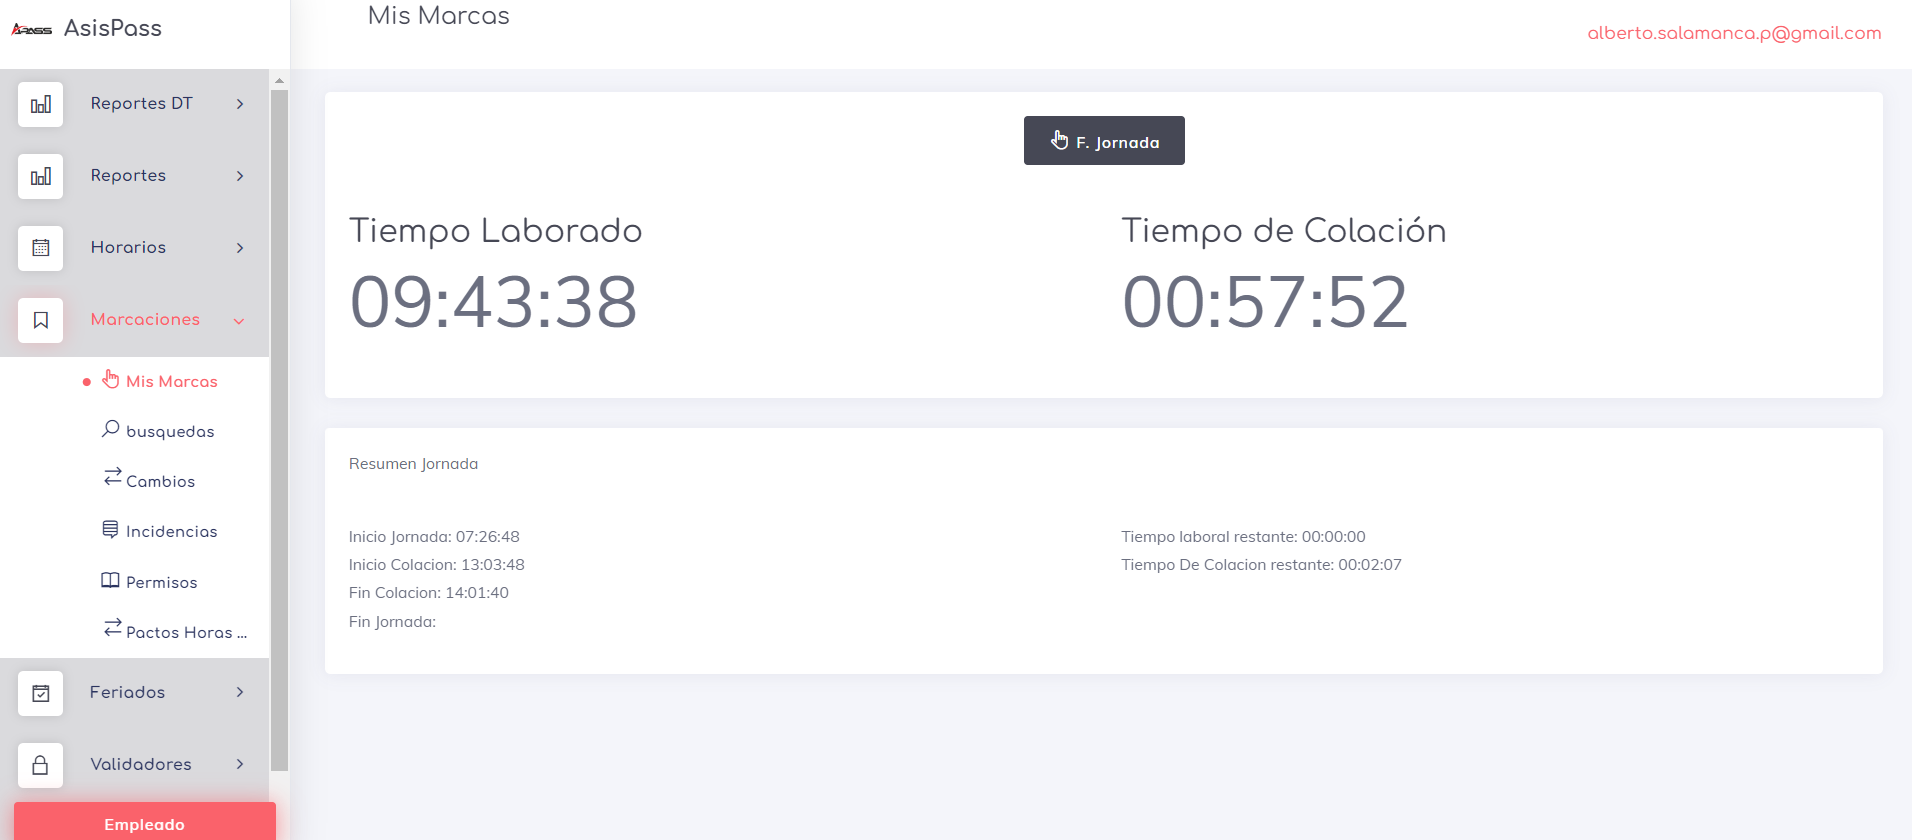 APASS AsisPass
Mis Marcas
alberto.salamanca.p@gmail.com
Reportes DT
Reportes
Horarios
Marcaciones
Mis Marcas
busquedas
Cambios
Incidencias
Permisos
Pactos Horas ...
Feriados
Validadores
Empleado
F. Jornada
Tiempo Laborado
09:43:38
Tiempo de Colación
00:57:52
Resumen Jornada
Inicio Jornada: 07:26:48
Inicio Colacion: 13:03:48
Fin Colacion: 14:01:40
Fin Jornada:
Tiempo laboral restante: 00:00:00
Tiempo De Colacion restante: 00:02:07